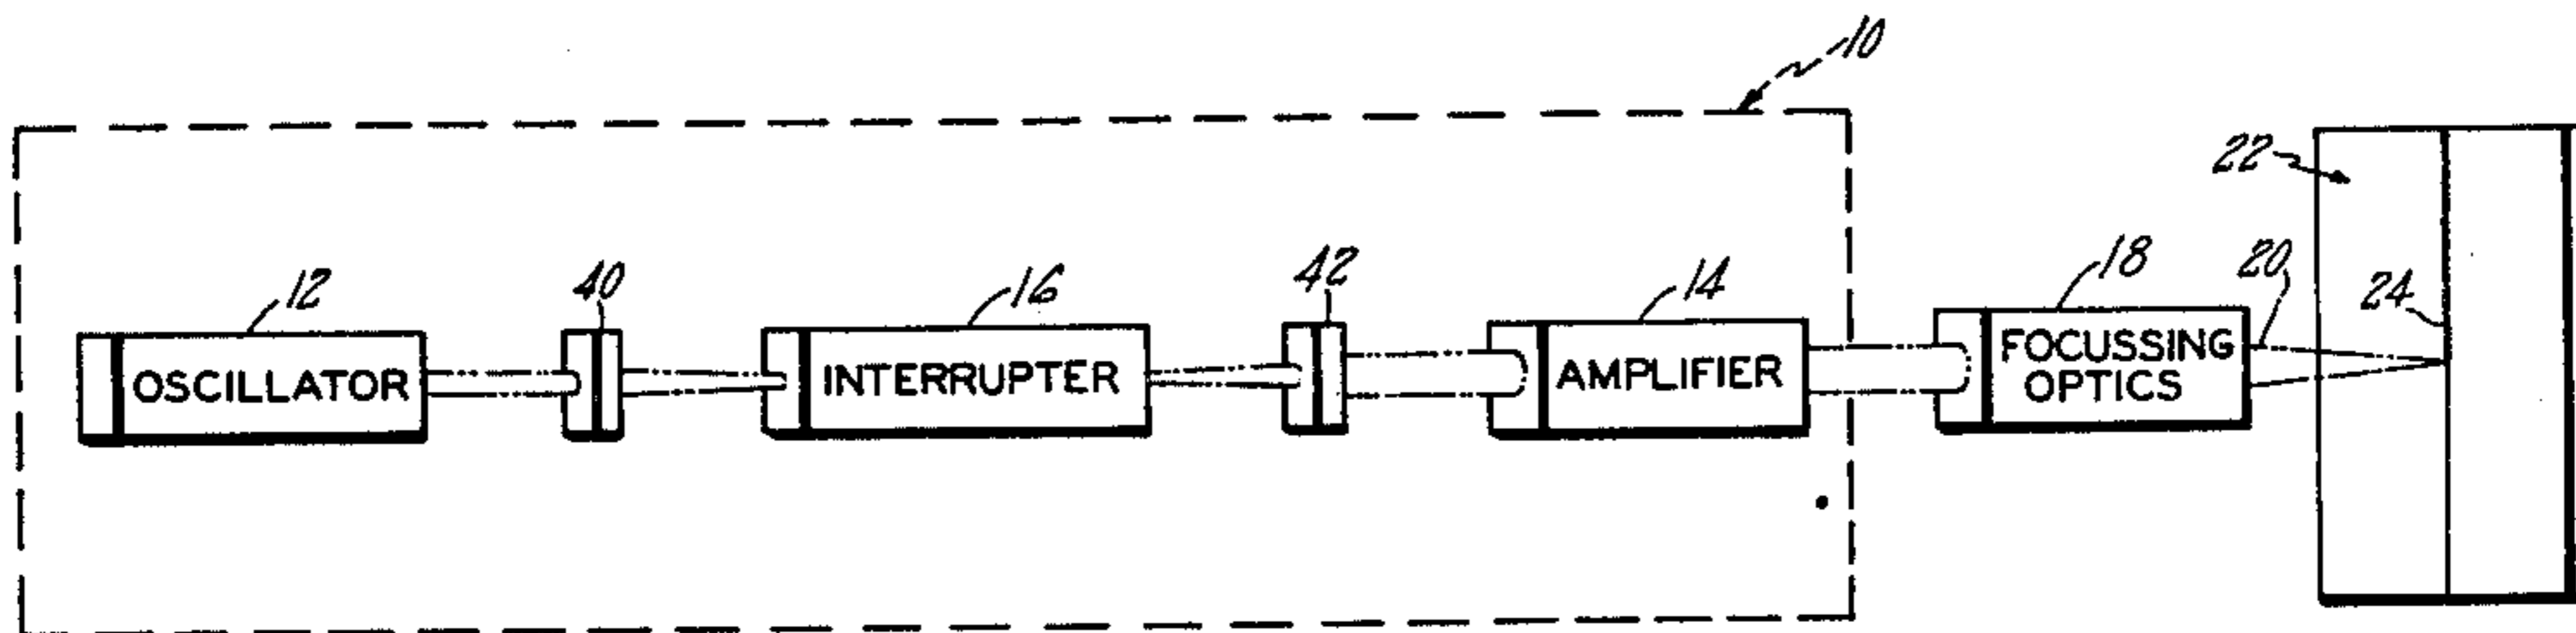 10
22
12
40
16
42
14
18
20
24
OSCILLATOR
INTERRUPTER
AMPLIFIER
FOCUSSING
OPTICS